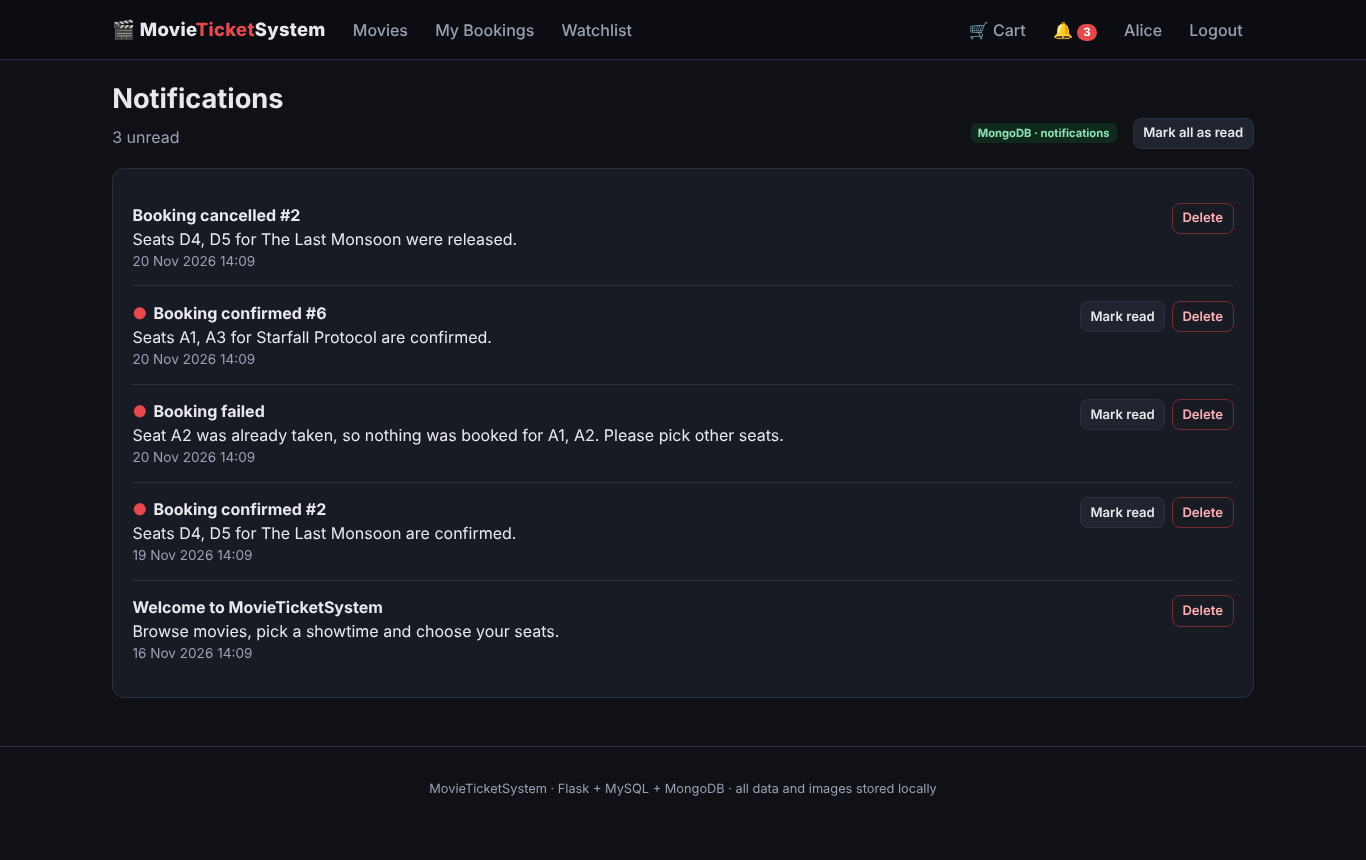 MovieTicketSystem Movies My Bookings Watchlist Cart 3 Alice Logout
Notifications
3 unread MongoDB · notifications Mark all as read
Booking cancelled #2 Delete
Seats D4, D5 for The Last Monsoon were released.
20 Nov 2026 14:09
Booking confirmed #6 Mark read Delete
Seats A1, A3 for Starfall Protocol are confirmed.
20 Nov 2026 14:09
Booking failed Mark read Delete
Seat A2 was already taken, so nothing was booked for A1, A2. Please pick other seats.
20 Nov 2026 14:09
Booking confirmed #2 Mark read Delete
Seats D4, D5 for The Last Monsoon are confirmed.
19 Nov 2026 14:09
Welcome to MovieTicketSystem Delete
Browse movies, pick a showtime and choose your seats.
16 Nov 2026 14:09
MovieTicketSystem · Flask + MySQL + MongoDB · all data and images stored locally